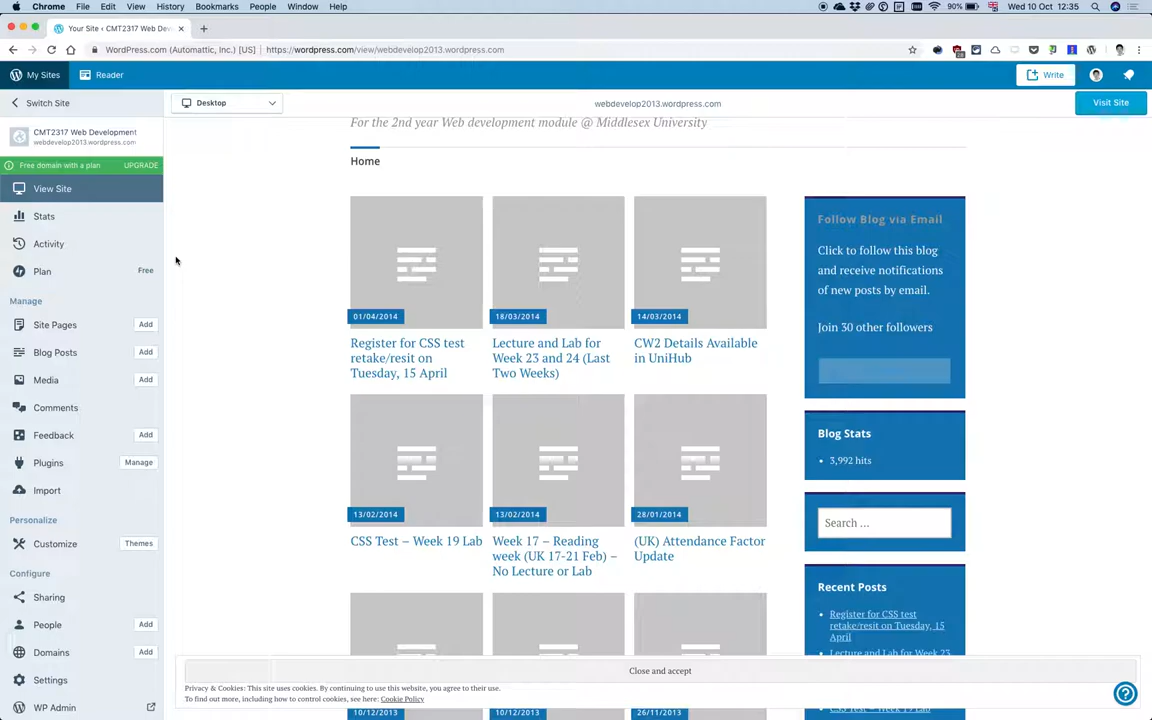 Chrome File Edit View History Bookmarks People Window Help 90% Wed 10 Oct 12:35
Your Site ‹ CMT2317 Web Dev
WordPress.com (Automattic, Inc.) [US] https://wordpress.com/view/webdevelop2013.wordpress.com
My Sites Reader Write
Switch Site Desktop webdevelop2013.wordpress.com Visit Site
CMT2317 Web Development
webdevelop2013.wordpress.com
Free domain with a plan UPGRADE
View Site
Stats
Activity
Plan Free
Manage
Site Pages Add
Blog Posts Add
Media Add
Comments
Feedback Add
Plugins Manage
Import
Personalize
Customize Themes
Configure
Sharing
People Add
Domains Add
Settings
WP Admin
For the 2nd year Web development module @ Middlesex University
Home
01/04/2014
Register for CSS test
retake/resit on
Tuesday, 15 April
18/03/2014
Lecture and Lab for
Week 23 and 24 (Last
Two Weeks)
14/03/2014
CW2 Details Available
in UniHub
13/02/2014
CSS Test – Week 19 Lab
13/02/2014
Week 17 – Reading
week (UK 17-21 Feb) –
No Lecture or Lab
28/01/2014
(UK) Attendance Factor
Update
10/12/2013
10/12/2013
26/11/2013
Follow Blog via Email
Click to follow this blog
and receive notifications
of new posts by email.
Join 30 other followers
Blog Stats
3,992 hits
Search ...
Recent Posts
Register for CSS test
retake/resit on Tuesday, 15
April
Lecture and Lab for Week 23
CSS Test – Week 19 Lab
Close and accept
Privacy & Cookies: This site uses cookies. By continuing to use this website, you agree to their use.
To find out more, including how to control cookies, see here: Cookie Policy